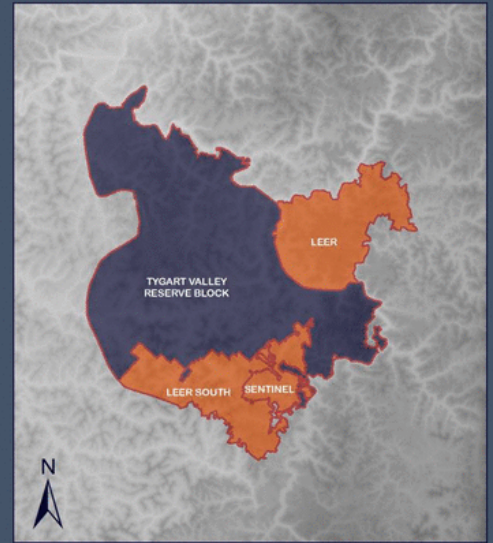 LEER
TYGART VALLEY
RESERVE BLOCK
LEER SOUTH
SENTINEL
N